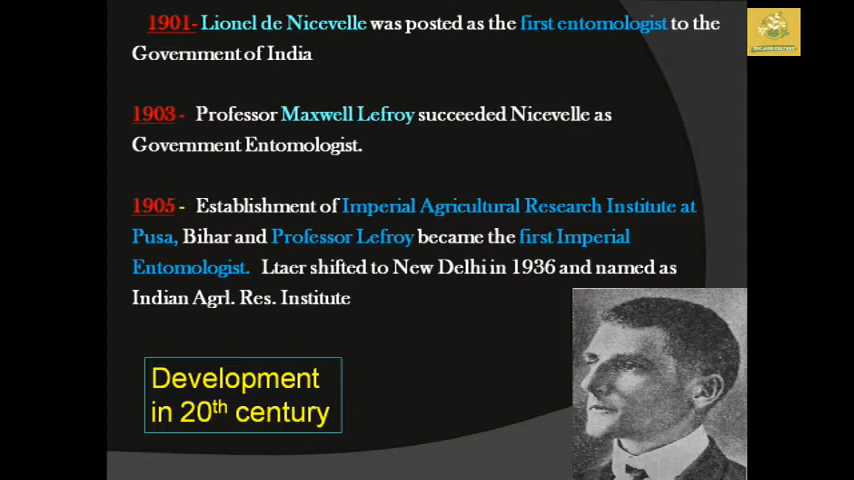 1901- Lionel de Nicevelle was posted as the first entomologist to the
Government of India
1903 - Professor Maxwell Lefroy succeeded Nicevelle as
Government Entomologist.
1905 - Establishment of Imperial Agricultural Research Institute at
Pusa, Bihar and Professor Lefroy became the first Imperial
Entomologist. Ltaer shifted to New Delhi in 1936 and named as
Indian Agrl. Res. Institute
Development
in 20th century